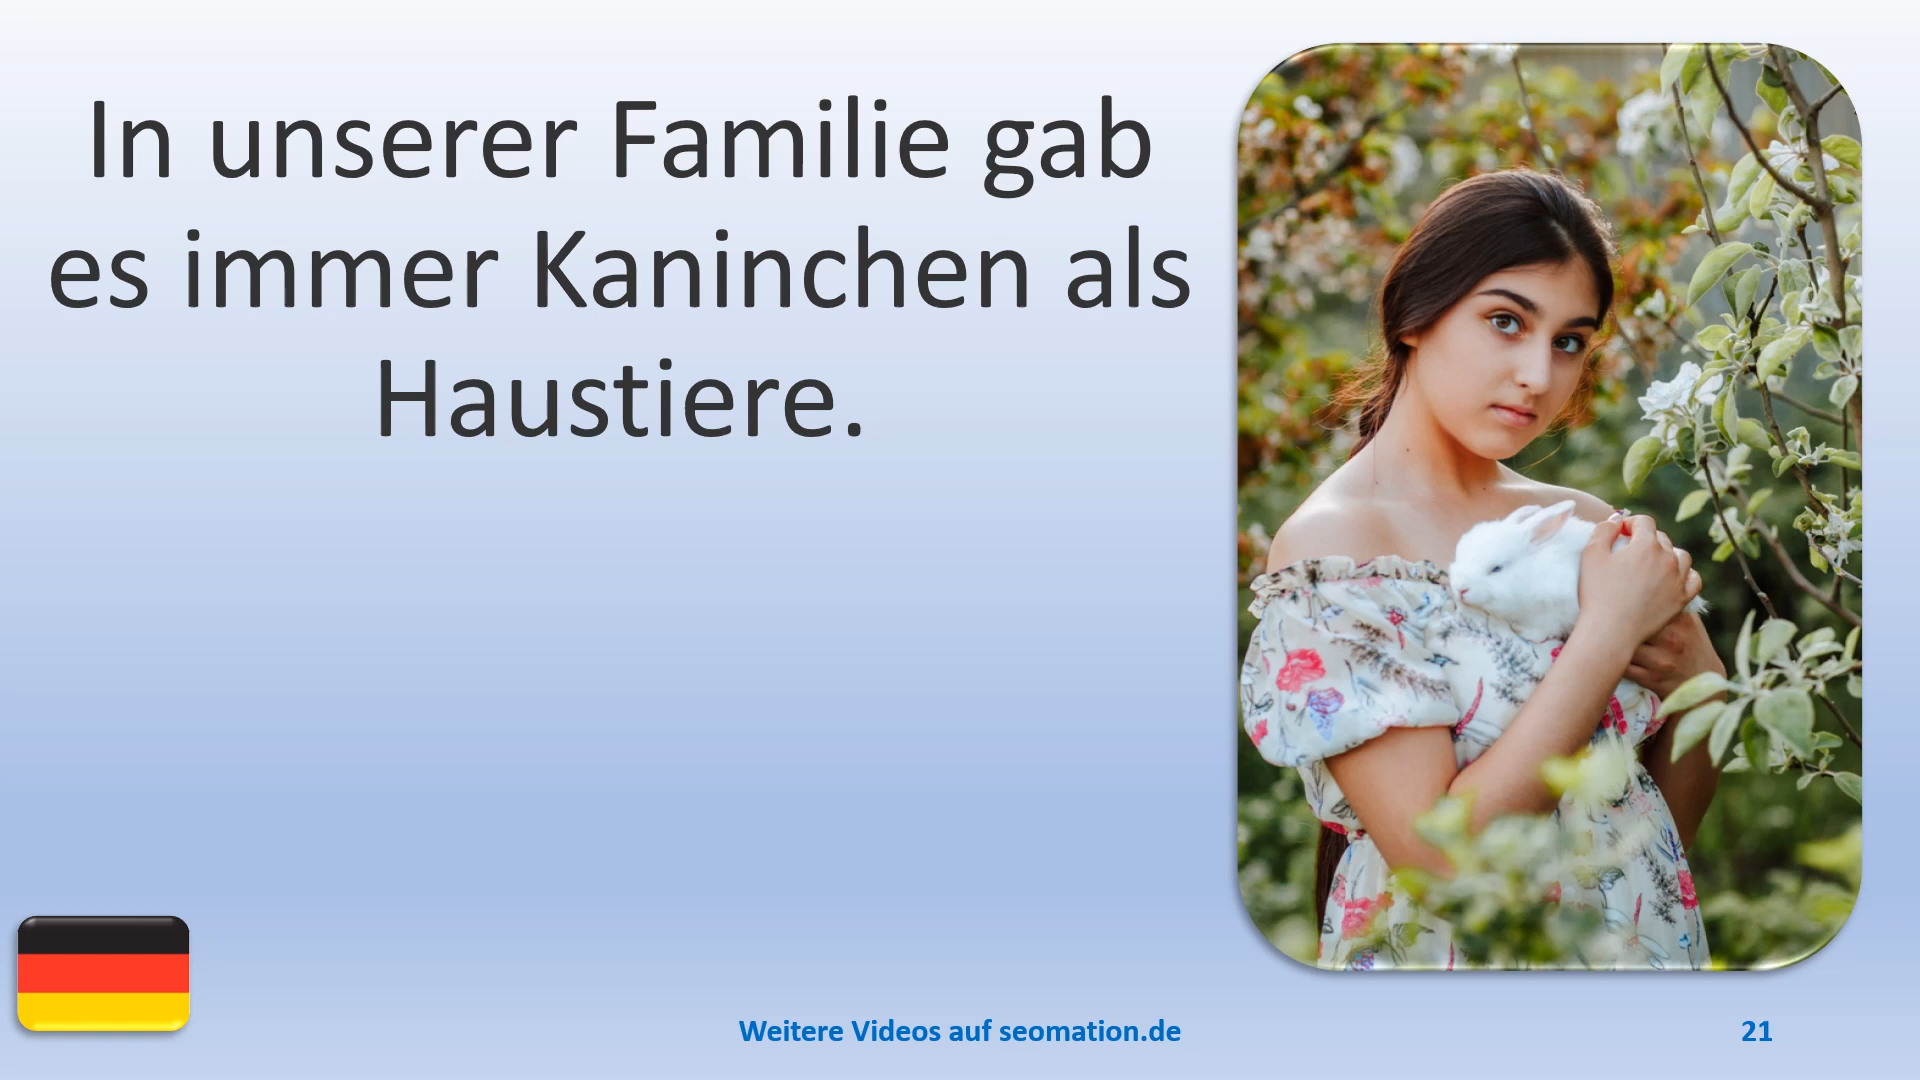 In unserer Familie gab
es immer Kaninchen als
Haustiere.
Weitere Videos auf seomation.de
21